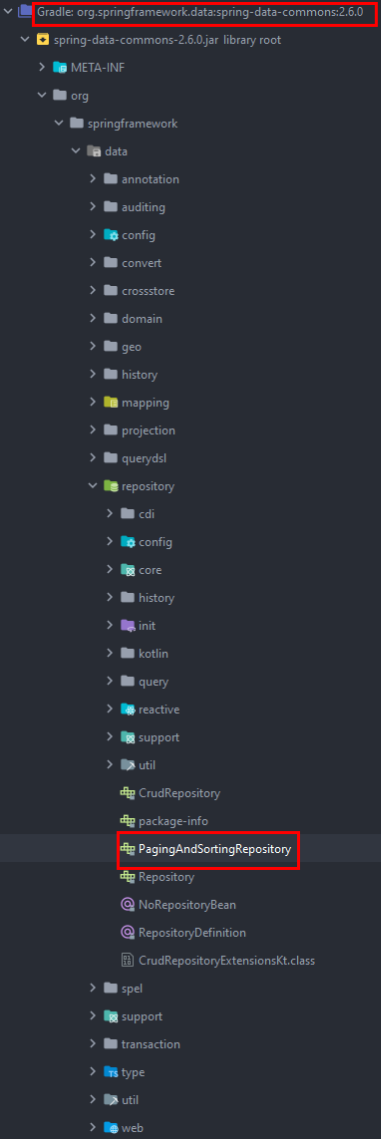 Gradle: org.springframework.data:spring-data-commons:2.6.0
spring-data-commons-2.6.0.jar library root
META-INF
org
springframework
data
annotation
auditing
config
convert
crossstore
domain
geo
history
mapping
projection
querydsl
repository
cdi
config
core
history
init
kotlin
query
reactive
support
util
CrudRepository
package-info
PagingAndSortingRepository
Repository
NoRepositoryBean
RepositoryDefinition
CrudRepositoryExtensionsKt.class
spel
support
transaction
TS type
util
web